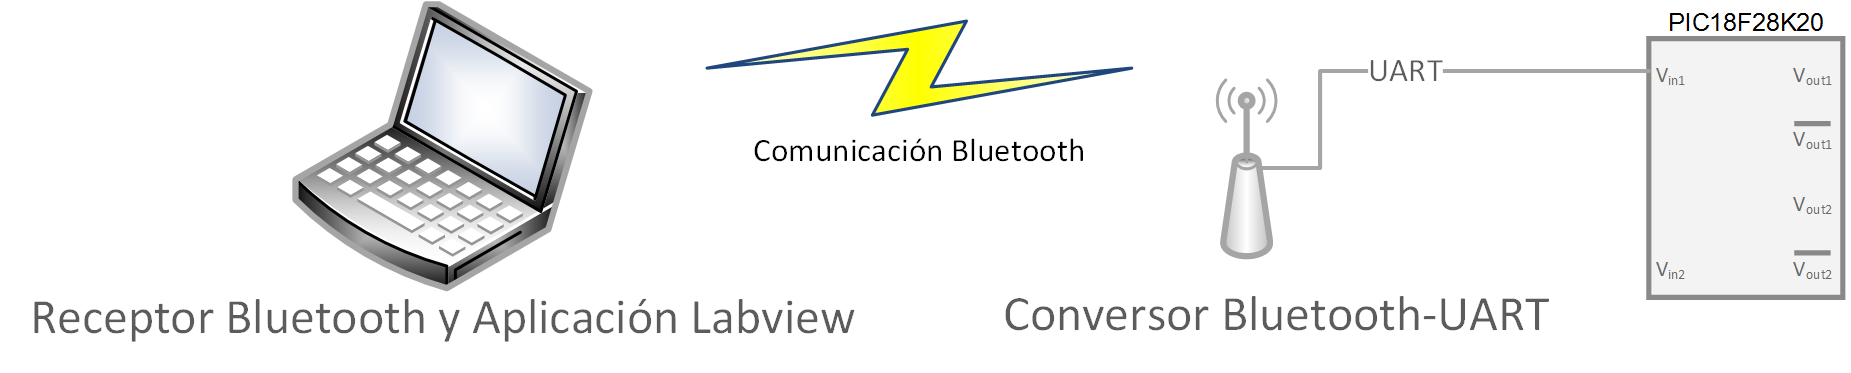 PIC18F28K20
UART
Vin1
Vout1
Vout1
Comunicación Bluetooth
Vout2
Vin2
Vout2
Receptor Bluetooth y Aplicación Labview
Conversor Bluetooth-UART